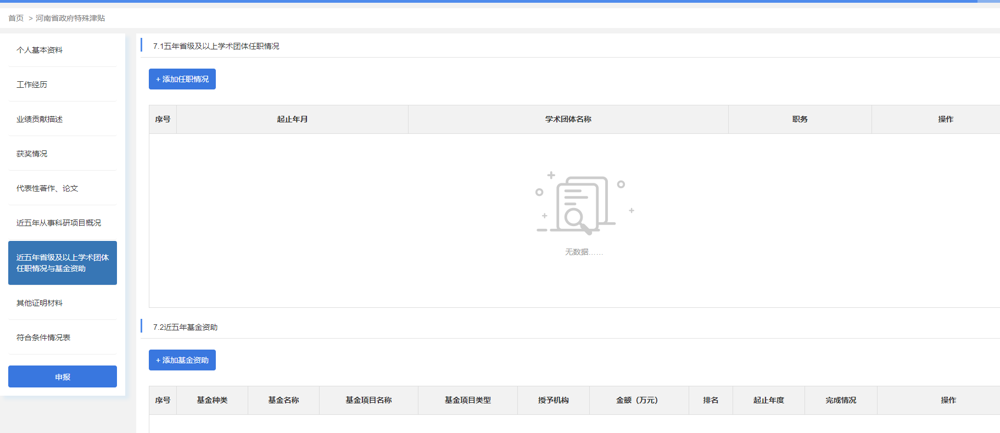 首页 > 河南省政府特殊津贴
个人基本资料
工作经历
业绩贡献描述
获奖情况
代表性著作、论文
近五年从事科研项目概况
近五年省级及以上学术团体
任职情况与基金资助
其他证明材料
符合条件情况表
申报
7.1五年省级及以上学术团体任职情况
+ 添加任职情况
序号 起止年月 学术团体名称 职务 操作
无数据……
7.2近五年基金资助
+ 添加基金资助
序号 基金种类 基金名称 基金项目名称 基金项目类型 授予机构 金额（万元） 排名 起止年度 完成情况 操作